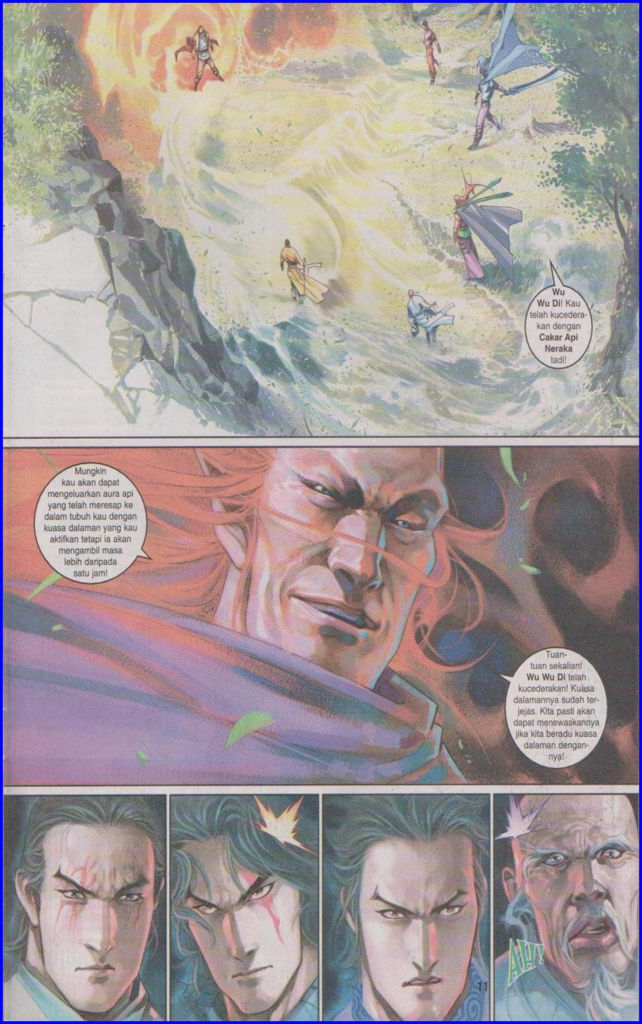 Wu
Wu Di! Kau
telah kucedera-
kan dengan
Cakar Api
Neraka
tadi!
Mungkin
kau akan dapat
mengeluarkan aura api
yang telah meresap ke
dalam tubuh kau dengan
kuasa dalaman yang kau
aktifkan tetapi ia akan
mengambil masa
lebih daripada
satu jam!
Tuan-
tuan sekalian!
Wu Wu Di telah
kucederakan! Kuasa
dalamannya sudah ter-
jejas. Kita pasti akan
dapat menewaskannya
jika kita beradu kuasa
dalaman dengan-
nya!
AH!
11